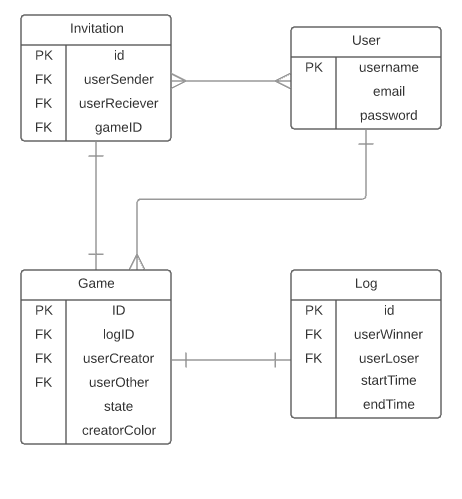 Invitation
PK id
FK userSender
FK userReciever
FK gameID
User
PK username
email
password
Game
PK ID
FK logID
FK userCreator
FK userOther
state
creatorColor
Log
PK id
FK userWinner
FK userLoser
startTime
endTime